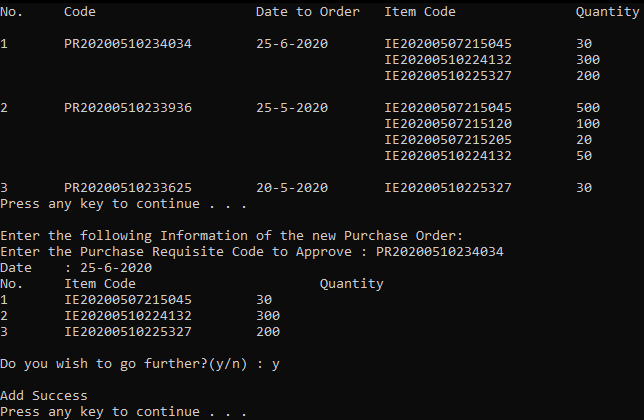 No.     Code                    Date to Order   Item Code               Quantity
1       PR20200510234034        25-6-2020       IE20200507215045        30
                                                IE20200510224132        300
                                                IE20200510225327        200
2       PR20200510233936        25-5-2020       IE20200507215045        500
                                                IE20200507215120        100
                                                IE20200507215205        20
                                                IE20200510224132        50
3       PR20200510233625        20-5-2020       IE20200510225327        30
Press any key to continue . . .
Enter the following Information of the new Purchase Order:
Enter the Purchase Requisite Code to Approve : PR20200510234034
Date    : 25-6-2020
No.     Item Code                       Quantity
1       IE20200507215045        30
2       IE20200510224132        300
3       IE20200510225327        200
Do you wish to go further?(y/n) : y
Add Success
Press any key to continue . . .